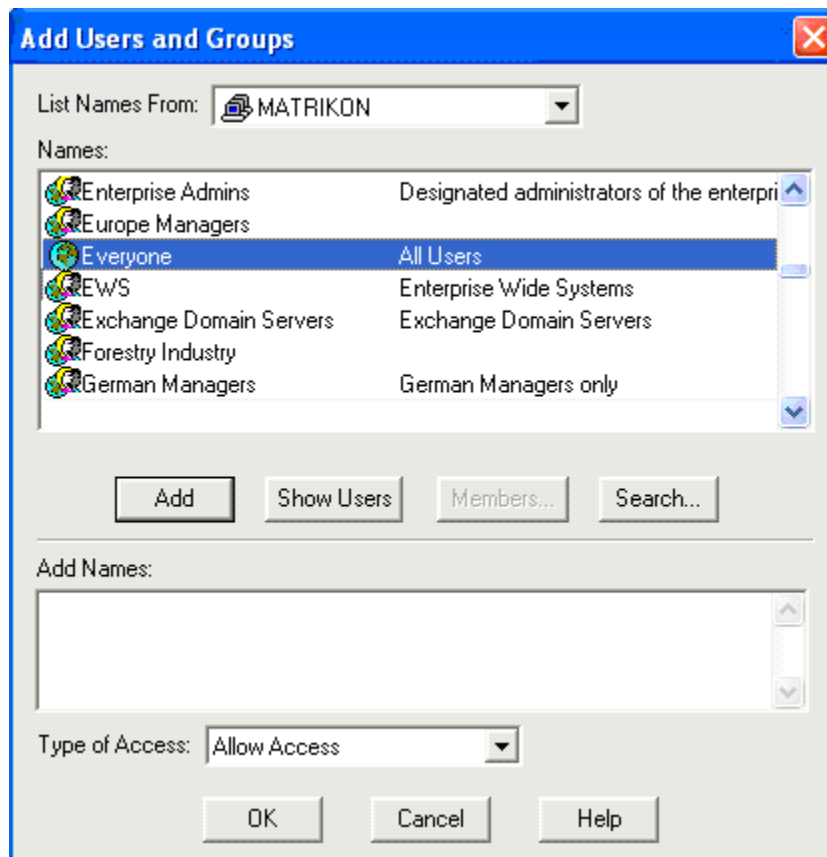 Add Users and Groups
List Names From: MATRIKON
Names:
Enterprise Admins Designated administrators of the enterpri
Europe Managers
Everyone All Users
EWS Enterprise Wide Systems
Exchange Domain Servers Exchange Domain Servers
Forestry Industry
German Managers German Managers only
Add Show Users Members... Search...
Add Names:
Type of Access: Allow Access
OK Cancel Help